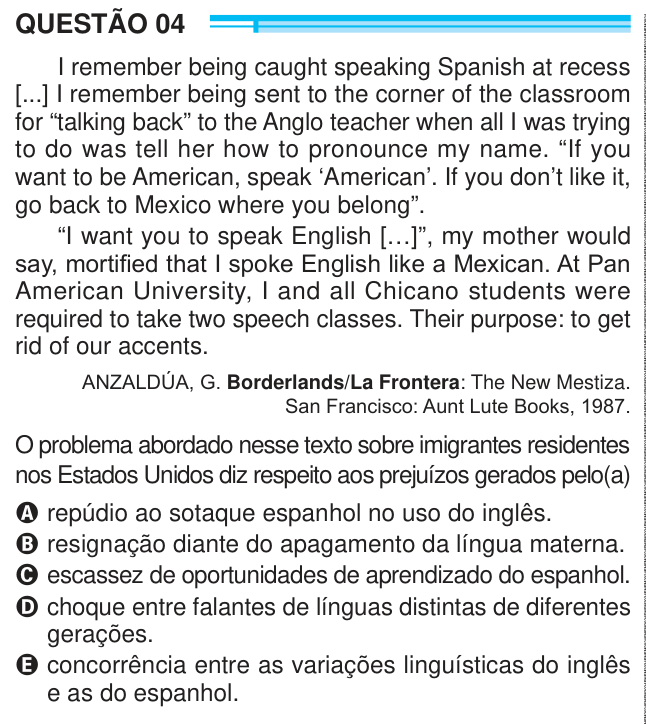 QUESTÃO 04
I remember being caught speaking Spanish at recess
[...] I remember being sent to the corner of the classroom
for “talking back” to the Anglo teacher when all I was trying
to do was tell her how to pronounce my name. “If you
want to be American, speak ‘American’. If you don’t like it,
go back to Mexico where you belong”.
“I want you to speak English […]”, my mother would
say, mortified that I spoke English like a Mexican. At Pan
American University, I and all Chicano students were
required to take two speech classes. Their purpose: to get
rid of our accents.
ANZALDÚA, G. Borderlands/La Frontera: The New Mestiza.
San Francisco: Aunt Lute Books, 1987.
O problema abordado nesse texto sobre imigrantes residentes
nos Estados Unidos diz respeito aos prejuízos gerados pelo(a)
A repúdio ao sotaque espanhol no uso do inglês.
B resignação diante do apagamento da língua materna.
C escassez de oportunidades de aprendizado do espanhol.
D choque entre falantes de línguas distintas de diferentes
gerações.
E concorrência entre as variações linguísticas do inglês
e as do espanhol.